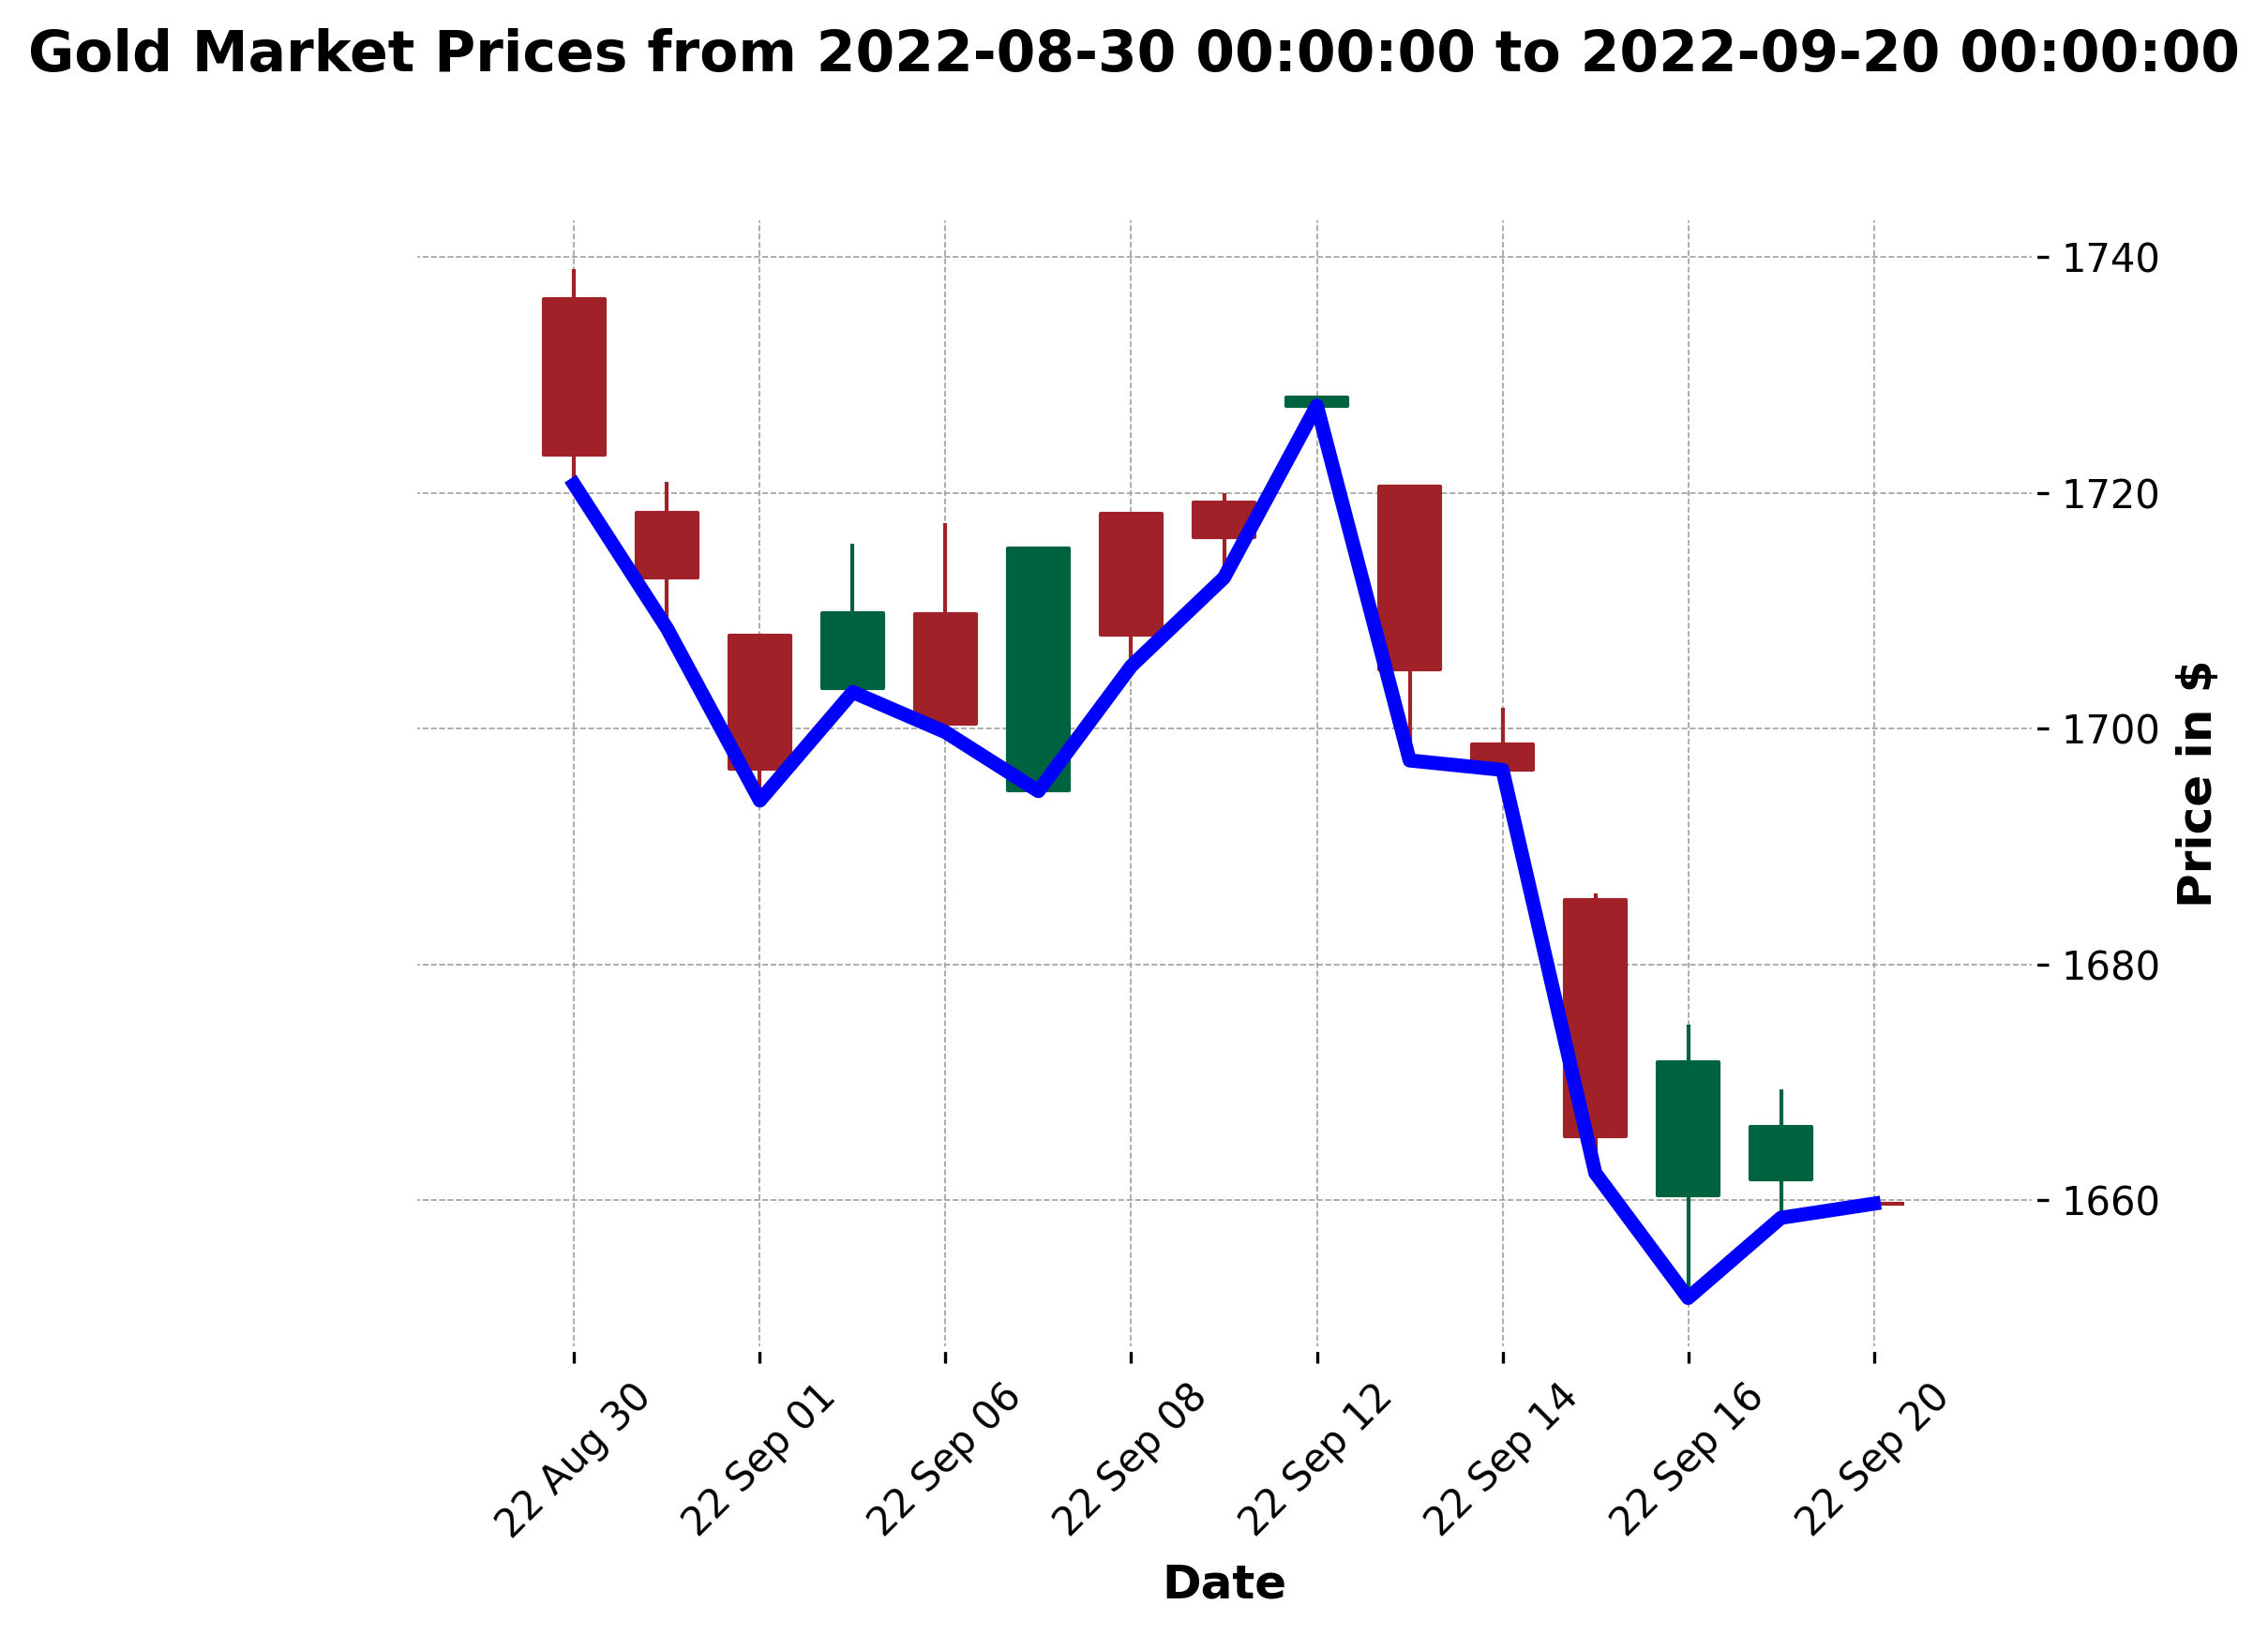 Gold Market Prices from 2022-08-30 00:00:00 to 2022-09-20 00:00:00
1740
1720
1700
1680
1660
Price in $
22 Aug 30
22 Sep 01
22 Sep 06
22 Sep 08
22 Sep 12
22 Sep 14
22 Sep 16
22 Sep 20
Date